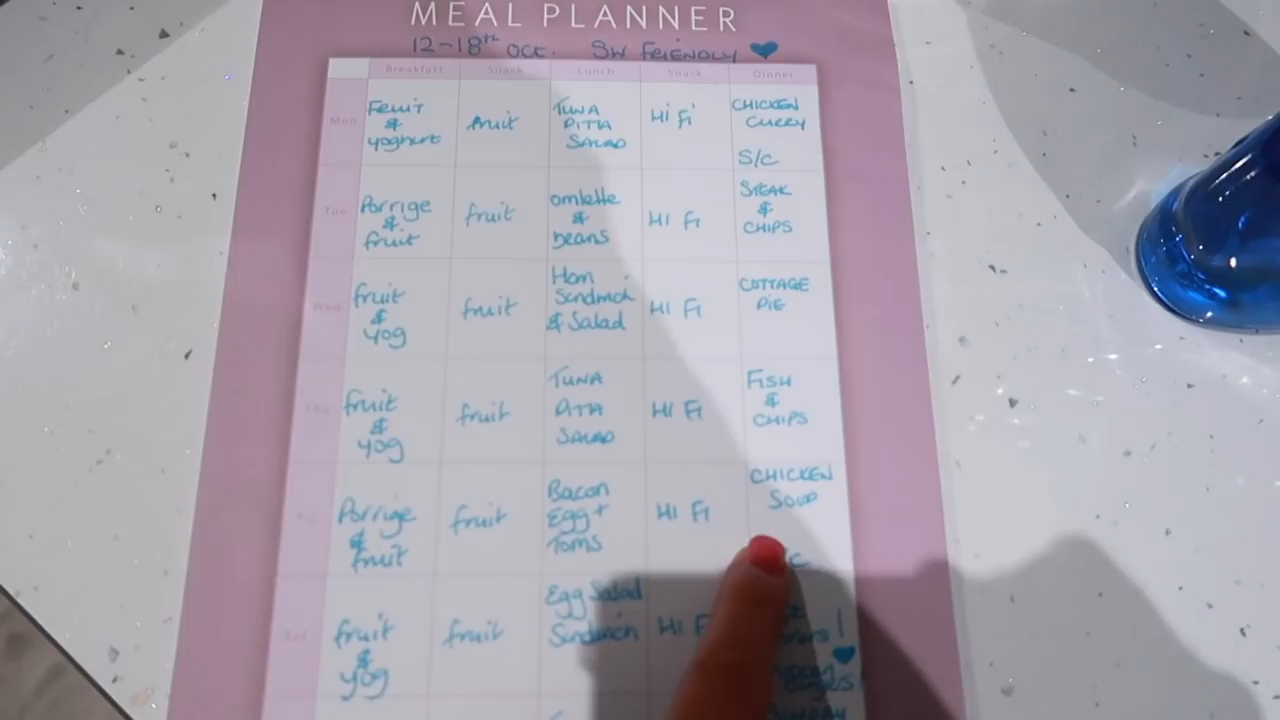 MEAL PLANNER
12-18th OCT. SW FRIENDLY
Breakfast Snack Lunch Snack Dinner
Mon
Fruit
&
yoghurt
fruit
TUNA
PITTA
SALAD
Hi Fi
CHICKEN
CURRY
S/C
Tue
Porrige
&
fruit
fruit
omlette
&
beans
HI Fi
STEAK
&
CHIPS
Wed
fruit
&
yog
fruit
Ham
Sandwich
& Salad
HI Fi
COTTAGE
PIE
Thu
fruit
&
yog
fruit
TUNA
PITTA
SALAD
HI Fi
FISH
&
CHIPS
Fri
Porrige
&
fruit
fruit
Bacon
Egg +
Toms
HI Fi
CHICKEN
SOUP
Sat
fruit
&
yog
fruit
Egg Salad
Sandwich
HI F